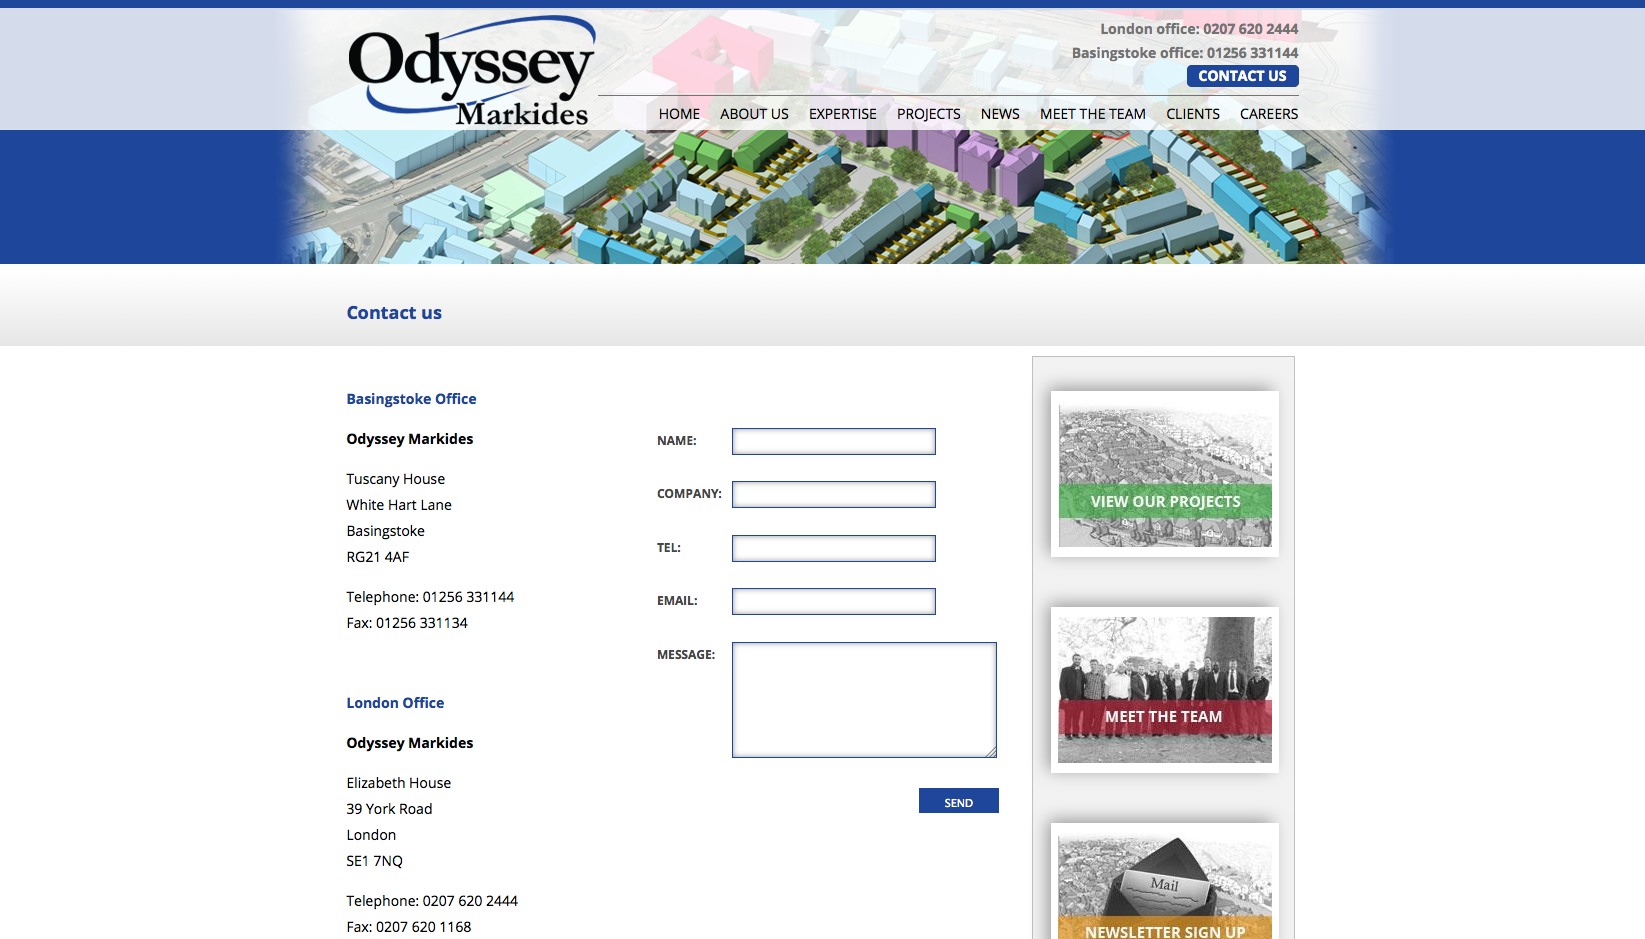 Odyssey
Markides
London office: 0207 620 2444
Basingstoke office: 01256 331144
CONTACT US
HOME ABOUT US EXPERTISE PROJECTS NEWS MEET THE TEAM CLIENTS CAREERS
Contact us
Basingstoke Office
Odyssey Markides
Tuscany House
White Hart Lane
Basingstoke
RG21 4AF
Telephone: 01256 331144
Fax: 01256 331134
London Office
Odyssey Markides
Elizabeth House
39 York Road
London
SE1 7NQ
Telephone: 0207 620 2444
Fax: 0207 620 1168
NAME:
COMPANY:
TEL:
EMAIL:
MESSAGE:
SEND
VIEW OUR PROJECTS
MEET THE TEAM
Mail
NEWSLETTER SIGN UP